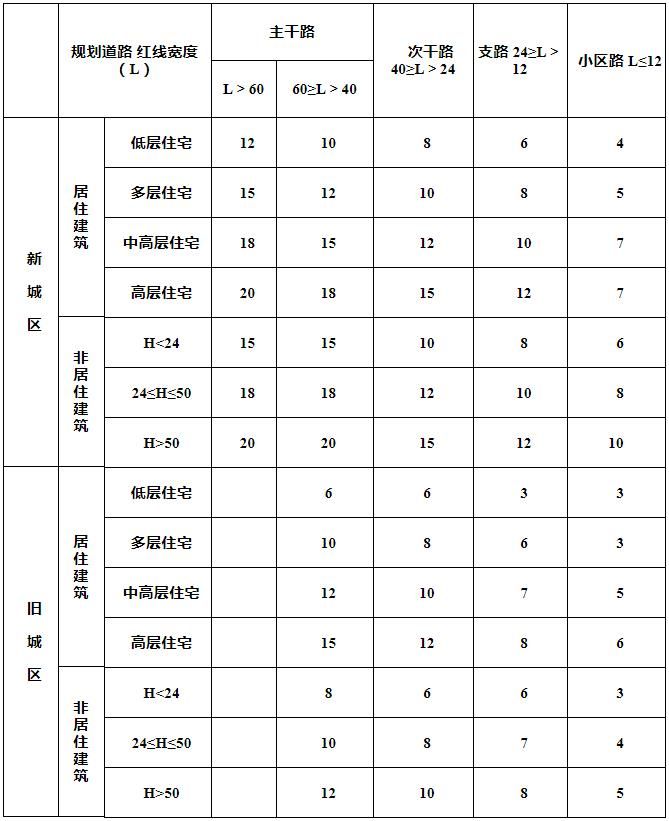 规划道路 红线宽度
（L）
主干路
次干路
40≥L > 24
支路 24≥L >
12
小区路 L≤12
L > 60
60≥L > 40
新城区
居住建筑
低层住宅 12 10 8 6 4
多层住宅 15 12 10 8 5
中高层住宅 18 15 12 10 7
高层住宅 20 18 15 12 7
非居住建筑
H<24 15 15 10 8 6
24≤H≤50 18 18 12 10 8
H>50 20 20 15 12 10
旧城区
居住建筑
低层住宅 6 6 3 3
多层住宅 10 8 6 3
中高层住宅 12 10 7 5
高层住宅 15 12 8 6
非居住建筑
H<24 8 6 6 3
24≤H≤50 10 8 7 4
H>50 12 10 8 5